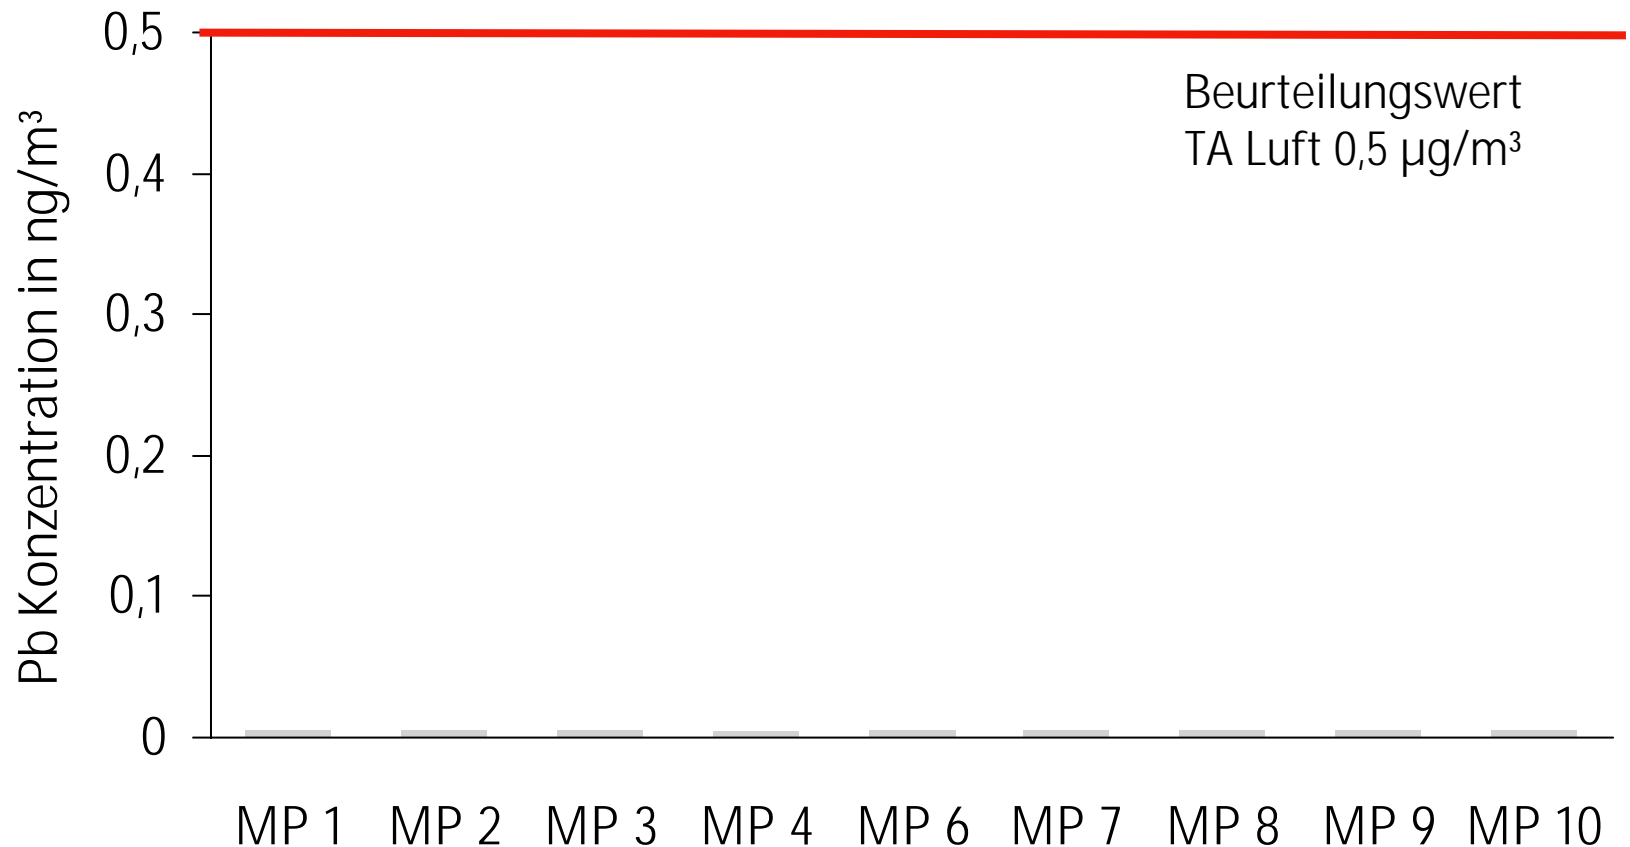 Pb Konzentration in ng/m³
0,5
0,4
0,3
0,2
0,1
0
Beurteilungswert
TA Luft 0,5 µg/m³
MP 1 MP 2 MP 3 MP 4 MP 6 MP 7 MP 8 MP 9 MP 10